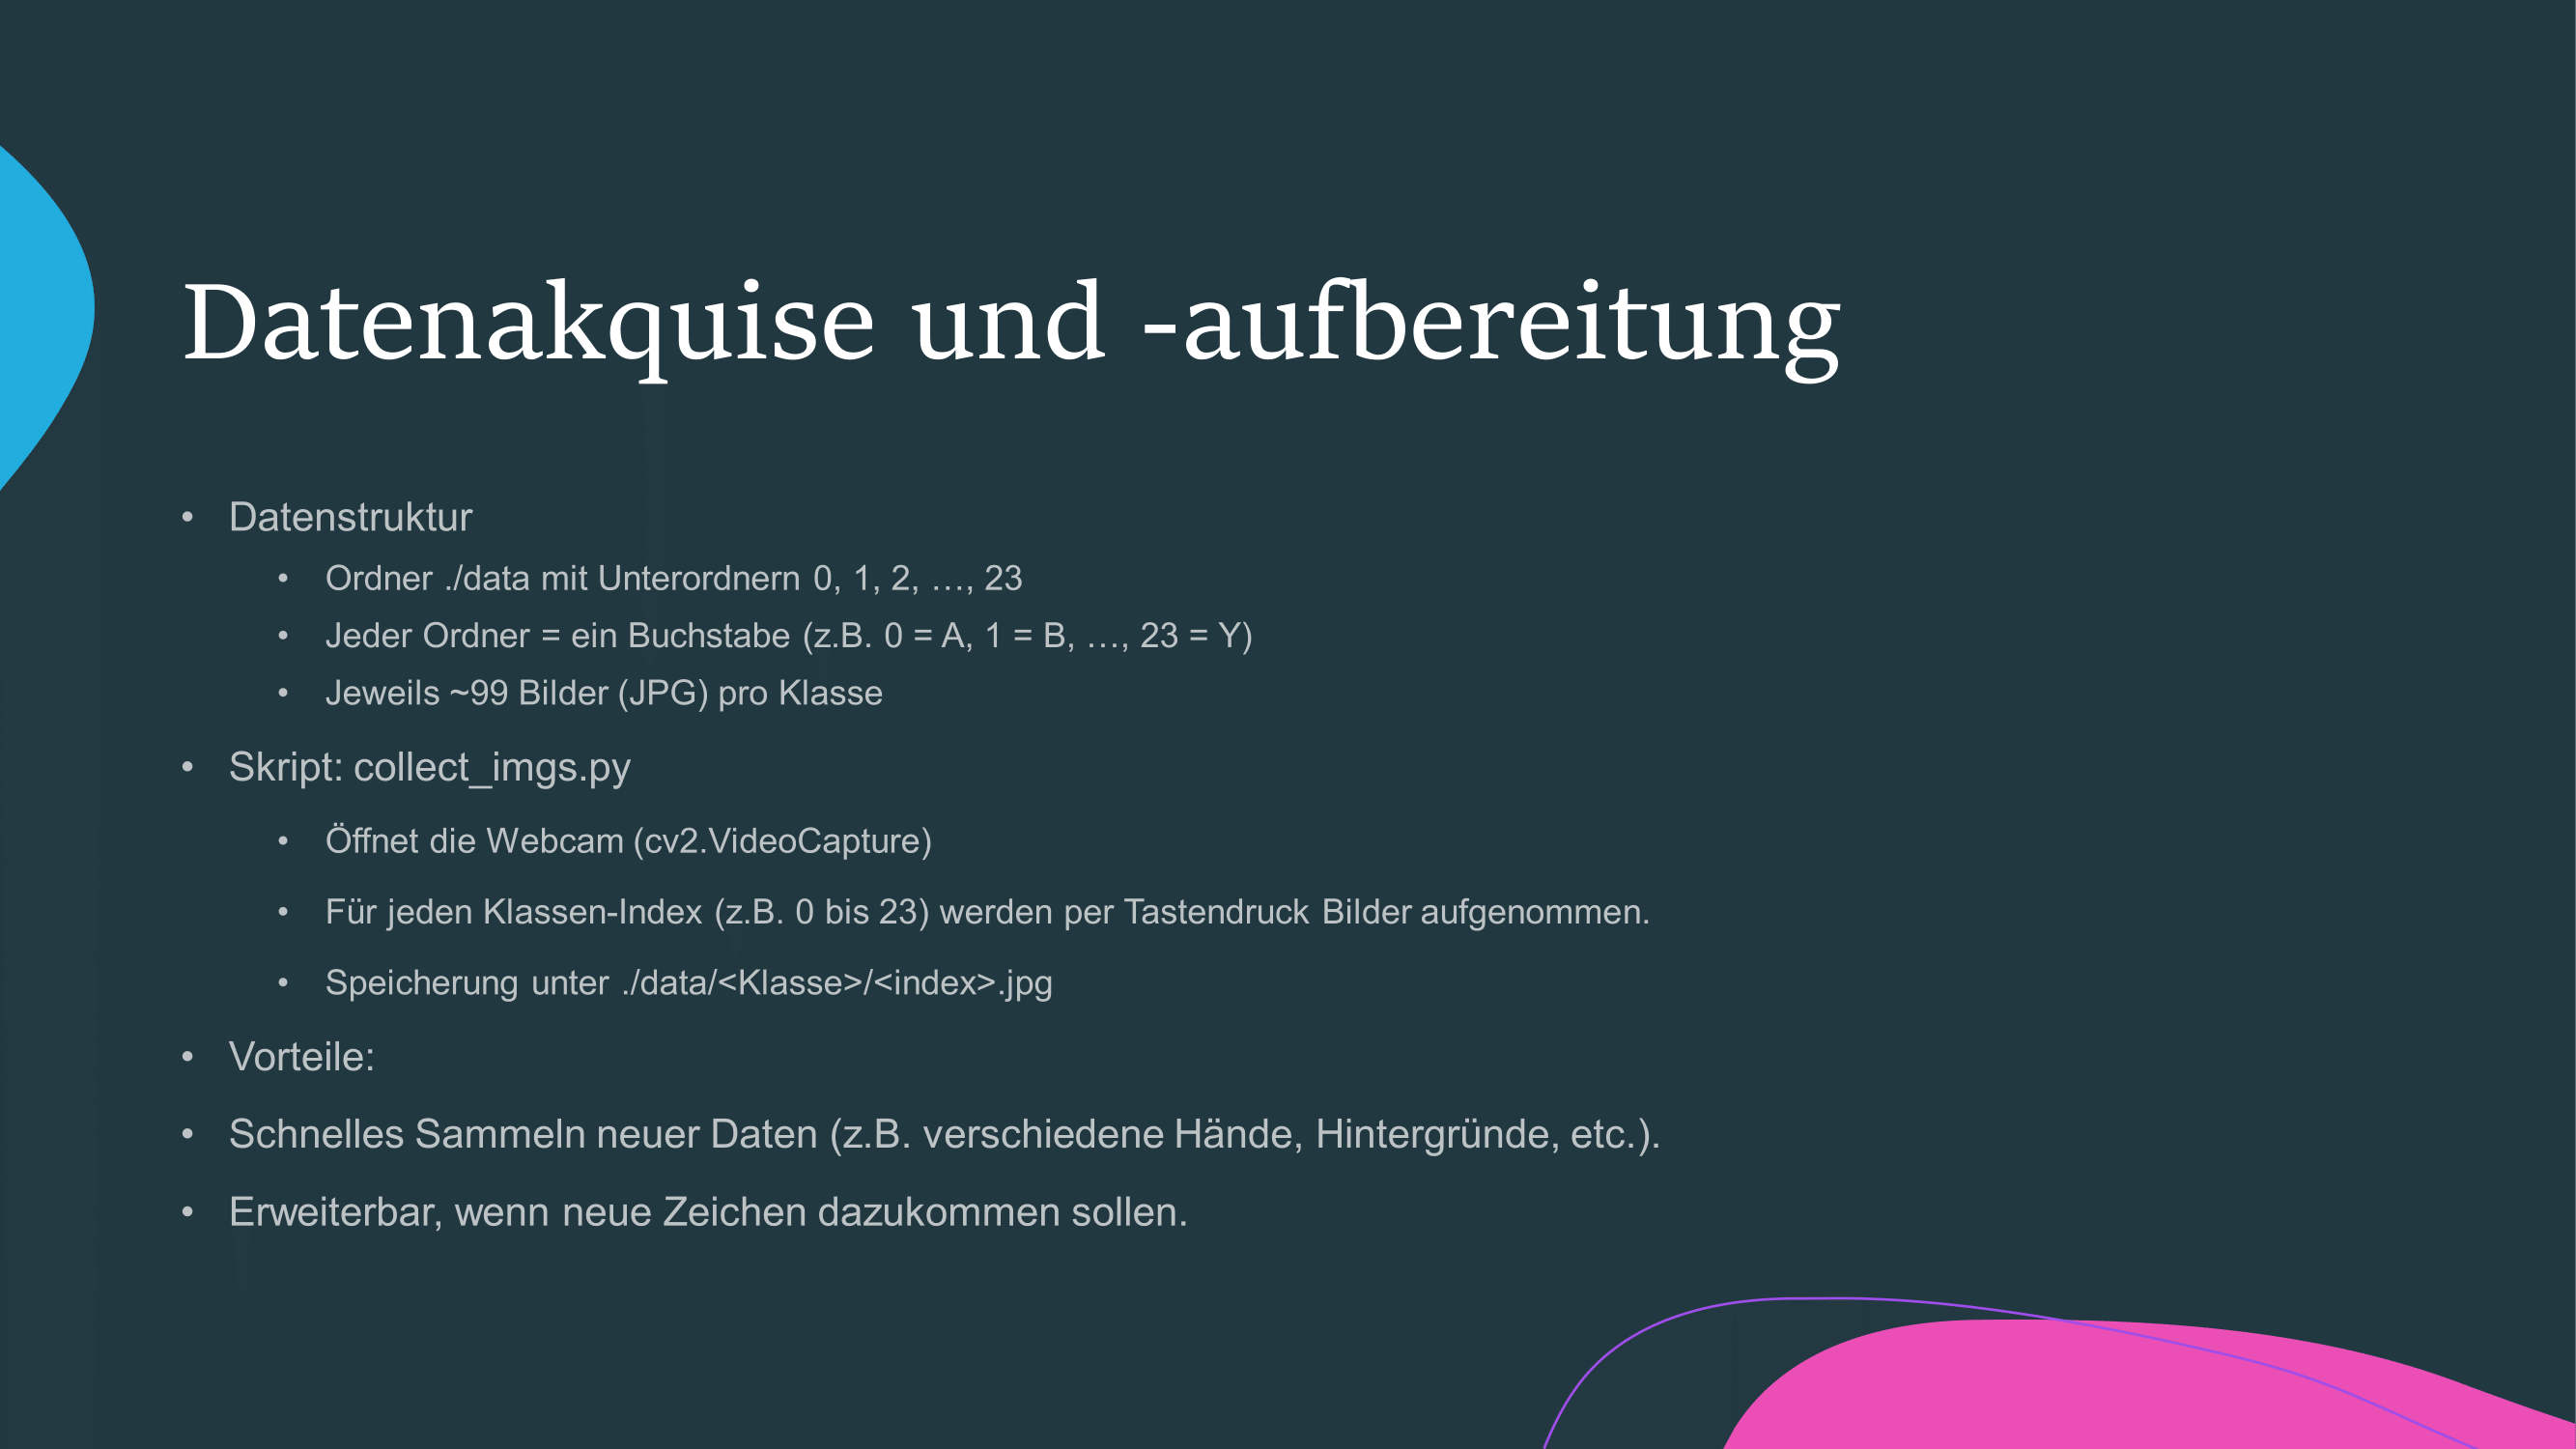 Datenakquise und -aufbereitung
• Datenstruktur
• Ordner ./data mit Unterordnern 0, 1, 2, …, 23
• Jeder Ordner = ein Buchstabe (z.B. 0 = A, 1 = B, …, 23 = Y)
• Jeweils ~99 Bilder (JPG) pro Klasse
• Skript: collect_imgs.py
• Öffnet die Webcam (cv2.VideoCapture)
• Für jeden Klassen-Index (z.B. 0 bis 23) werden per Tastendruck Bilder aufgenommen.
• Speicherung unter ./data/<Klasse>/<index>.jpg
• Vorteile:
• Schnelles Sammeln neuer Daten (z.B. verschiedene Hände, Hintergründe, etc.).
• Erweiterbar, wenn neue Zeichen dazukommen sollen.